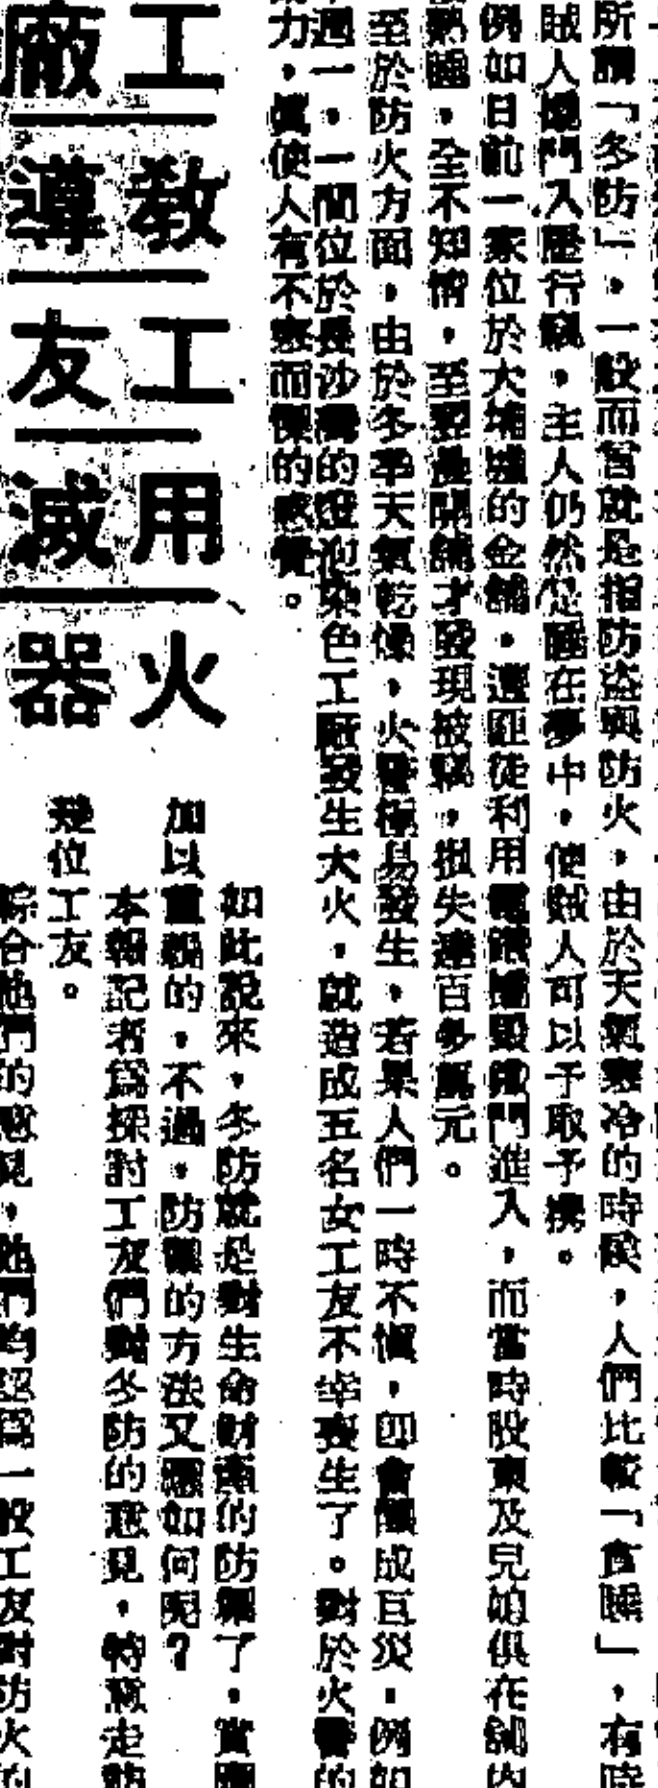 所謂「冬防」，一般而言就是指防盜與防火，由於天氣寒冷的時候，人們比較「貪睡」，有時
賊人撬門入屋行竊，主人仍然是睡在夢中，使賊人可以予取予携。
例如日前一家位於大埔墟的金舖，遭匪徒利用電鑽摧毀鐵門進入，而當時股東及兒媳俱在舖內
熟睡，全不知情，至翌晨開舖才發現被竊，損失達百多萬元。
至於防火方面，由於冬季天氣乾燥，火警極易發生，若果人們一時不慎，即會釀成巨災，例如
週一，一間位於長沙灣的燈泡染色工廠發生大火，就造成五名女工友不幸喪生了。對於火警的
力，真使人有不寒而慄的感覺。
工教工用火
廠導友滅器
如此說來，冬防就是對生命財產的防禦了，實
加以重視的，不過，防禦的方法又應如何呢？
本報記者為探討工友們對冬防的意見，特意走訪
幾位工友。
綜合他們的意見，他們均認為一般工友對防火的